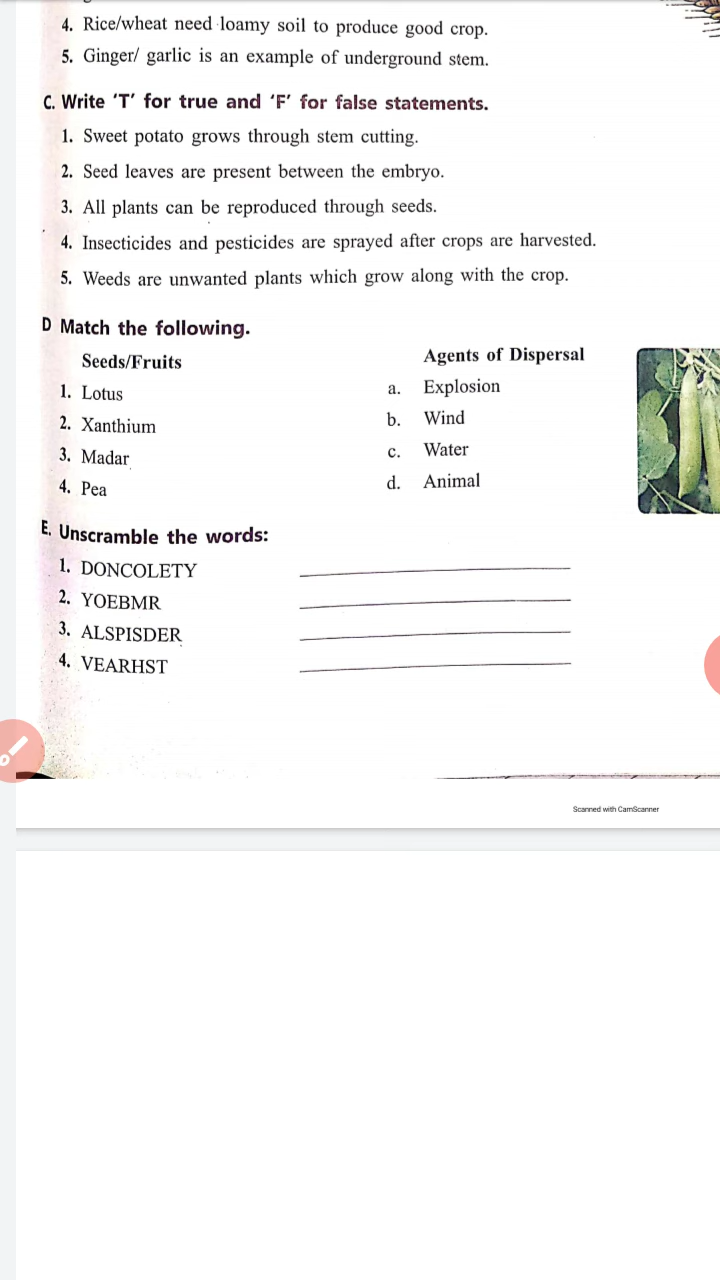 4. Rice/wheat need loamy soil to produce good crop.
5. Ginger/ garlic is an example of underground stem.
C. Write 'T' for true and 'F' for false statements.
1. Sweet potato grows through stem cutting.
2. Seed leaves are present between the embryo.
3. All plants can be reproduced through seeds.
4. Insecticides and pesticides are sprayed after crops are harvested.
5. Weeds are unwanted plants which grow along with the crop.
D Match the following.
Seeds/Fruits Agents of Dispersal
1. Lotus a. Explosion
2. Xanthium b. Wind
3. Madar c. Water
4. Pea d. Animal
E. Unscramble the words:
1. DONCOLETY
2. YOEBMR
3. ALSPISDER
4. VEARHST
Scanned with CamScanner